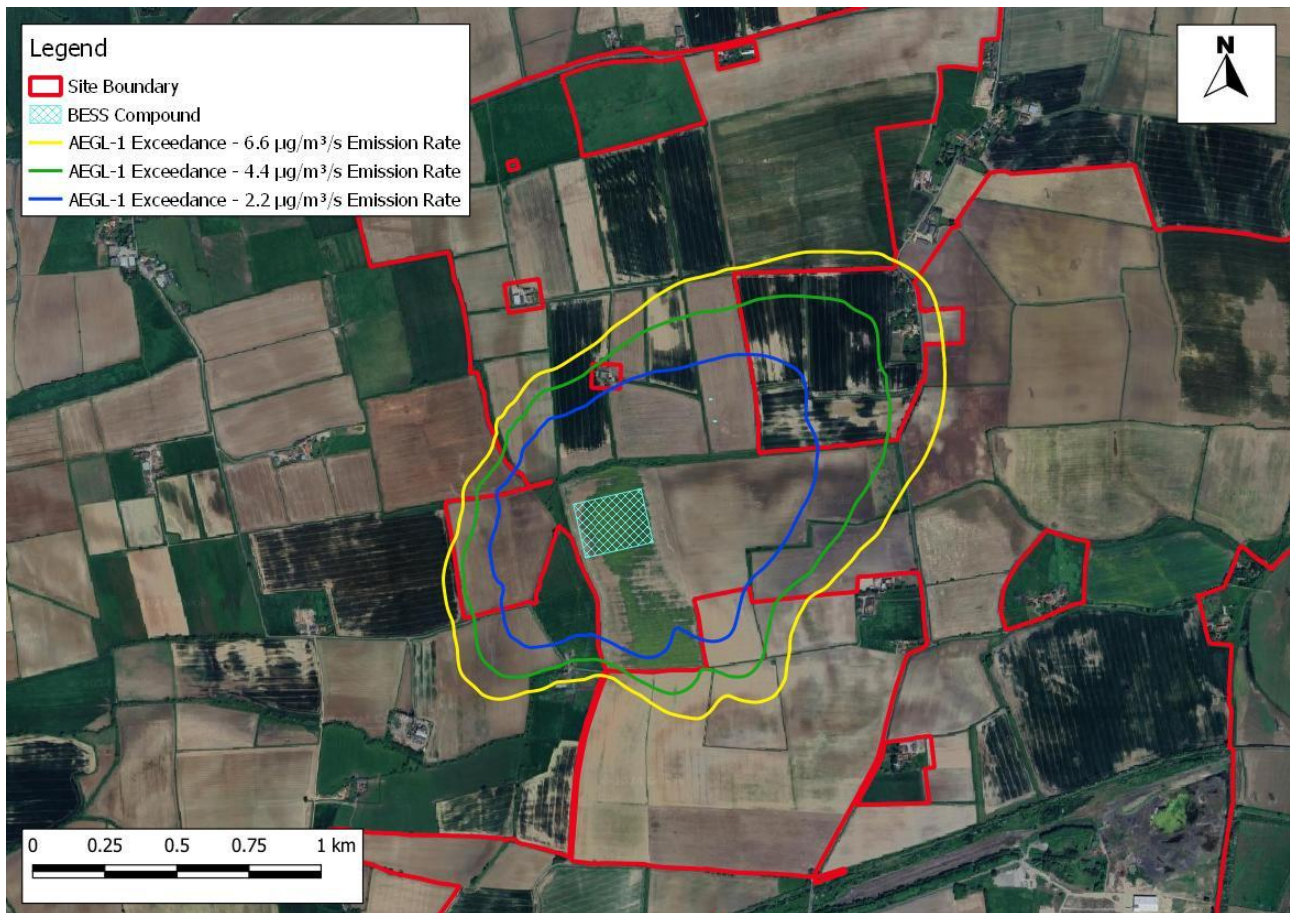 Legend
Site Boundary
BESS Compound
AEGL-1 Exceedance - 6.6 µg/m³/s Emission Rate
AEGL-1 Exceedance - 4.4 µg/m³/s Emission Rate
AEGL-1 Exceedance - 2.2 µg/m³/s Emission Rate
N
0 0.25 0.5 0.75 1 km